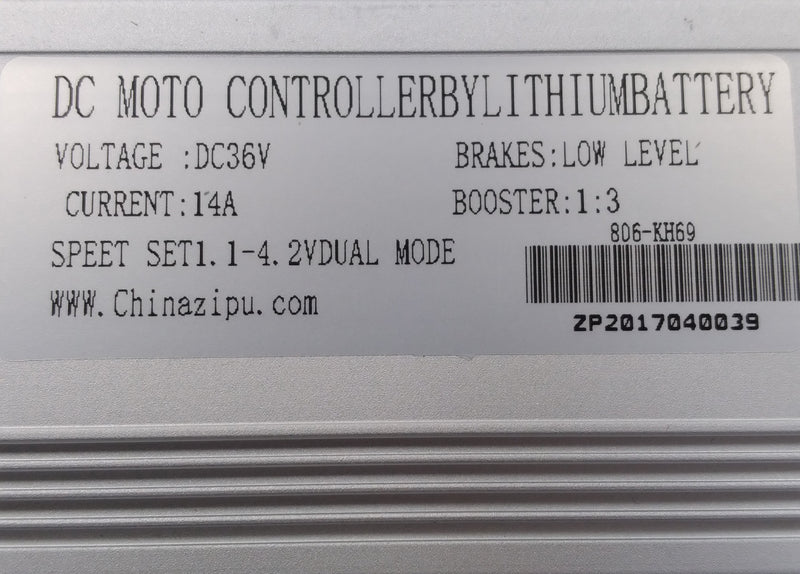 DC MOTO CONTROLLERBYLITHIUMBATTERY
VOLTAGE :DC36V BRAKES:LOW LEVEL
CURRENT:14A BOOSTER:1:3
SPEET SET1.1-4.2VDUAL MODE 806-KH69
WWW.Chinazipu.com
ZP2017040039